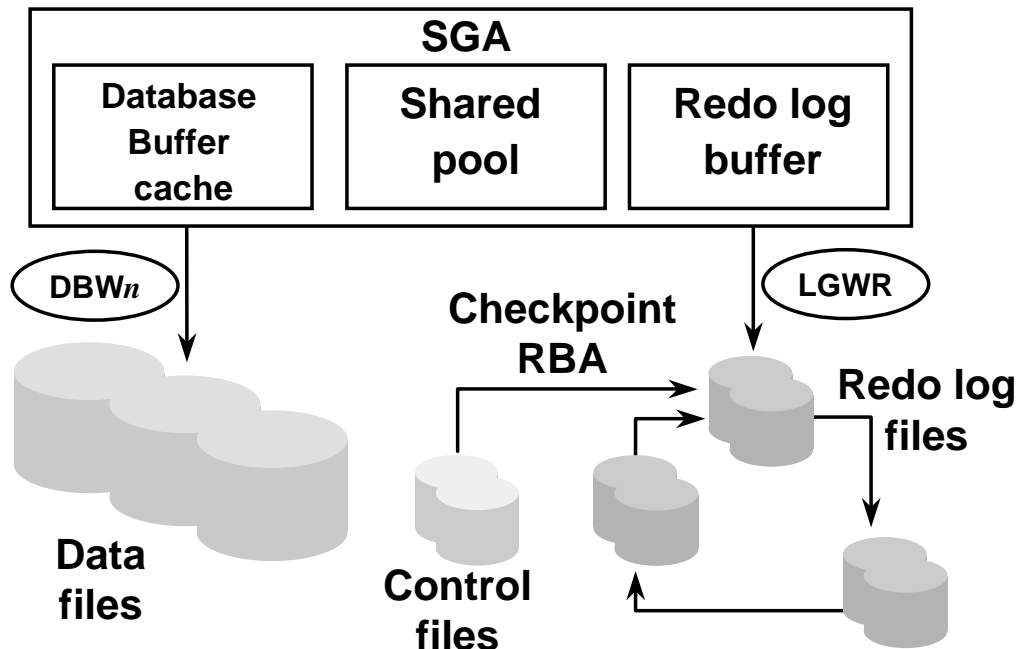 SGA
Database
Buffer
cache
Shared
pool
Redo log
buffer
DBWn
LGWR
Checkpoint
RBA
Redo log
files
Data
files
Control
files